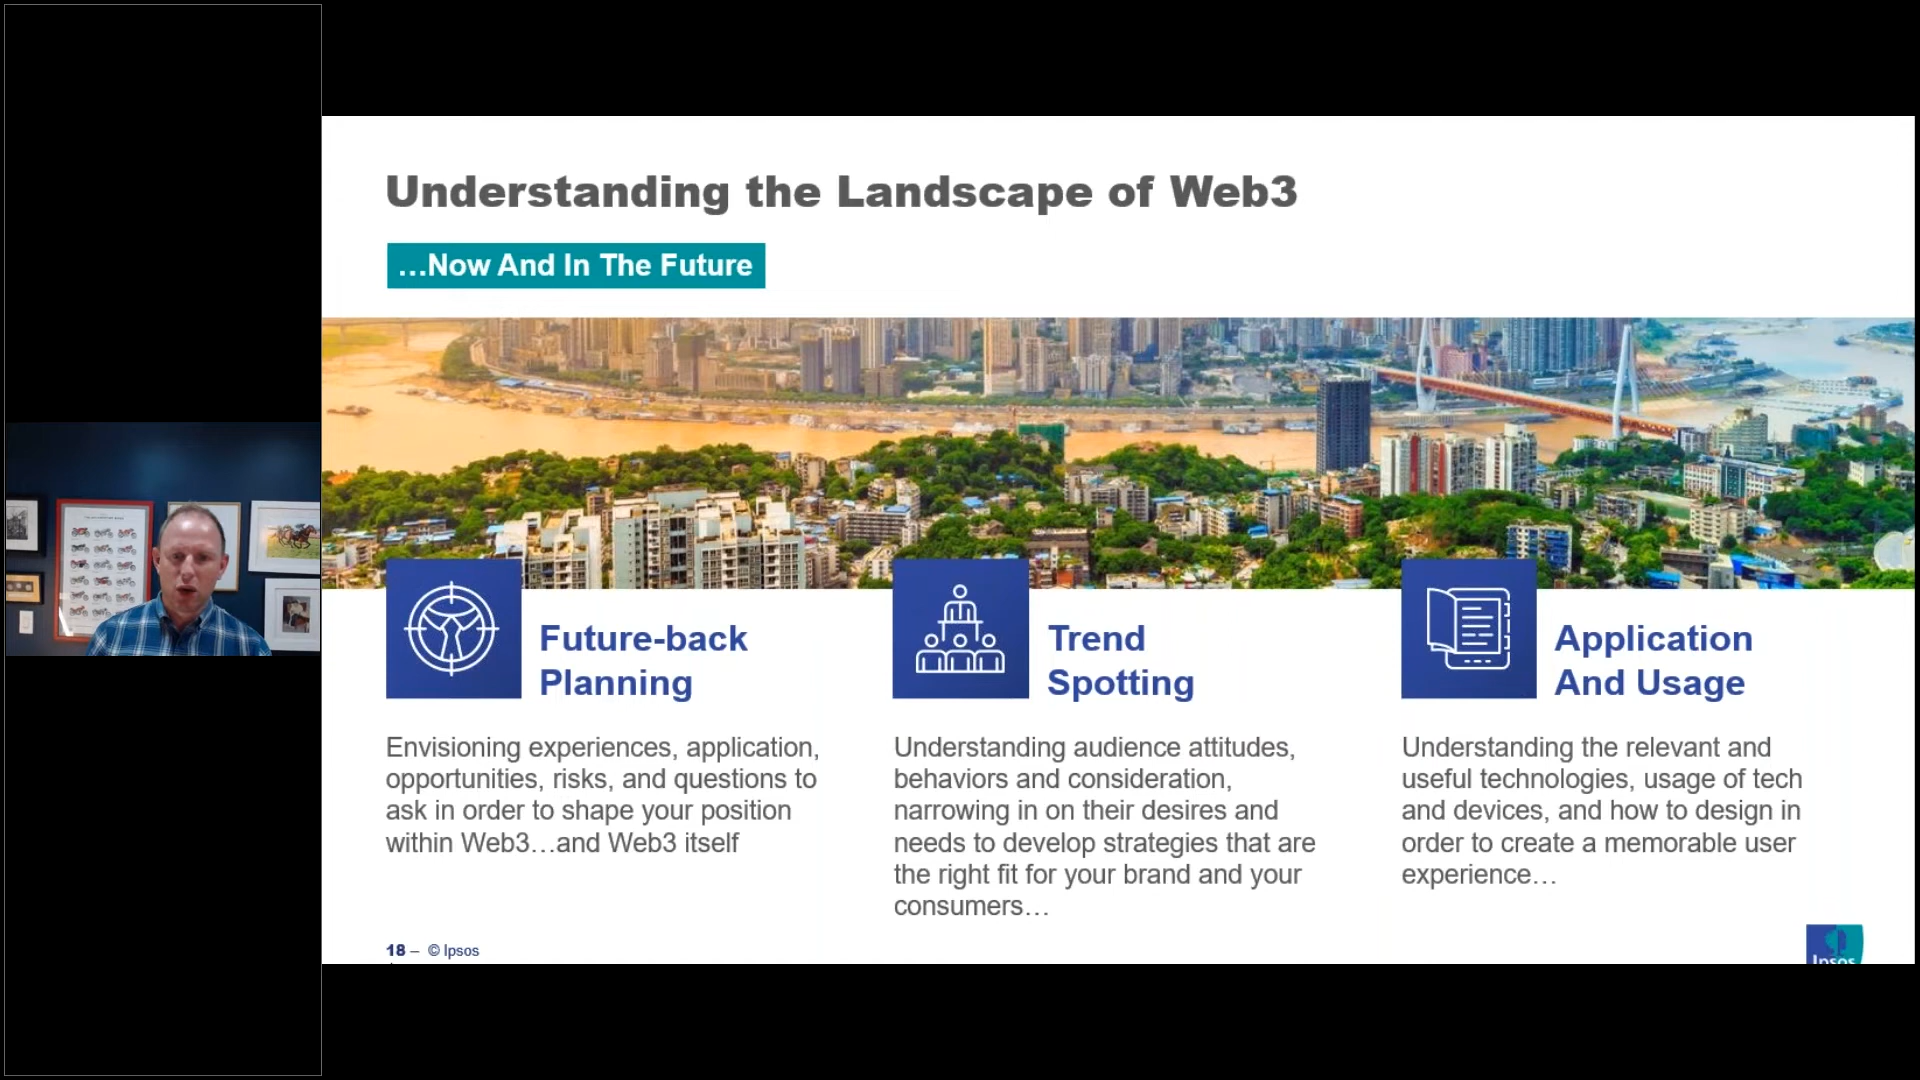 Understanding the Landscape of Web3
…Now And In The Future
Future-back
Planning
Envisioning experiences, application,
opportunities, risks, and questions to
ask in order to shape your position
within Web3…and Web3 itself
Trend
Spotting
Understanding audience attitudes,
behaviors and consideration,
narrowing in on their desires and
needs to develop strategies that are
the right fit for your brand and your
consumers…
Application
And Usage
Understanding the relevant and
useful technologies, usage of tech
and devices, and how to design in
order to create a memorable user
experience…
18 – © Ipsos
Ipsos